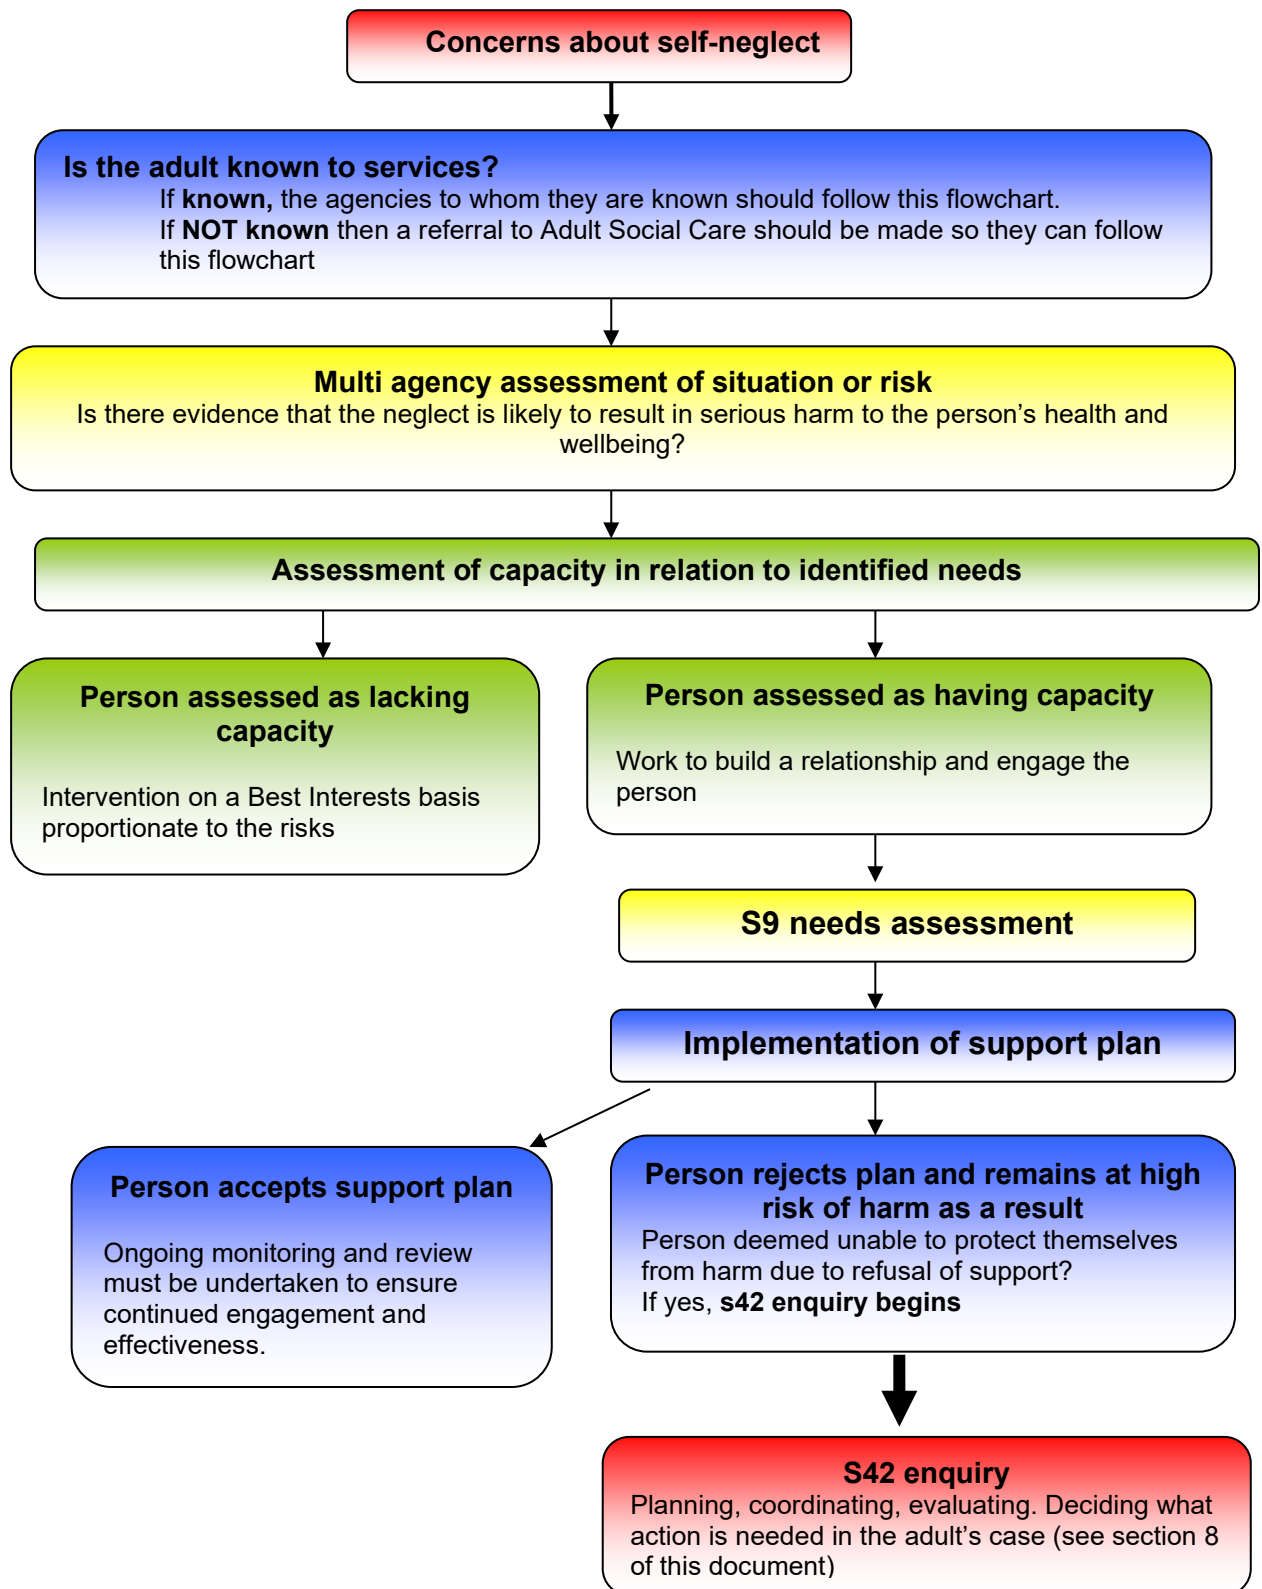 Concerns about self-neglect
Is the adult known to services?
If known, the agencies to whom they are known should follow this flowchart.
If NOT known then a referral to Adult Social Care should be made so they can follow
this flowchart
Multi agency assessment of situation or risk
Is there evidence that the neglect is likely to result in serious harm to the person’s health and
wellbeing?
Assessment of capacity in relation to identified needs
Person assessed as lacking
capacity
Intervention on a Best Interests basis
proportionate to the risks
Person assessed as having capacity
Work to build a relationship and engage the
person
S9 needs assessment
Implementation of support plan
Person accepts support plan
Ongoing monitoring and review
must be undertaken to ensure
continued engagement and
effectiveness.
Person rejects plan and remains at high
risk of harm as a result
Person deemed unable to protect themselves
from harm due to refusal of support?
If yes, s42 enquiry begins
S42 enquiry
Planning, coordinating, evaluating. Deciding what
action is needed in the adult’s case (see section 8
of this document)